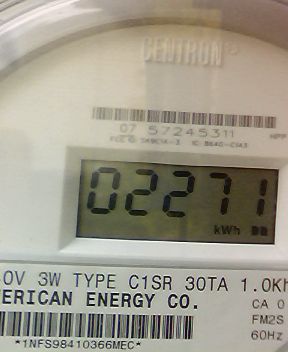 CENTRON®
07 57245311
02271
kWh
3W TYPE C1SR 30TA 1.0Kh
ERICAN ENERGY CO.
CA 0
FM2S
60Hz
*1NFS98410366MEC*